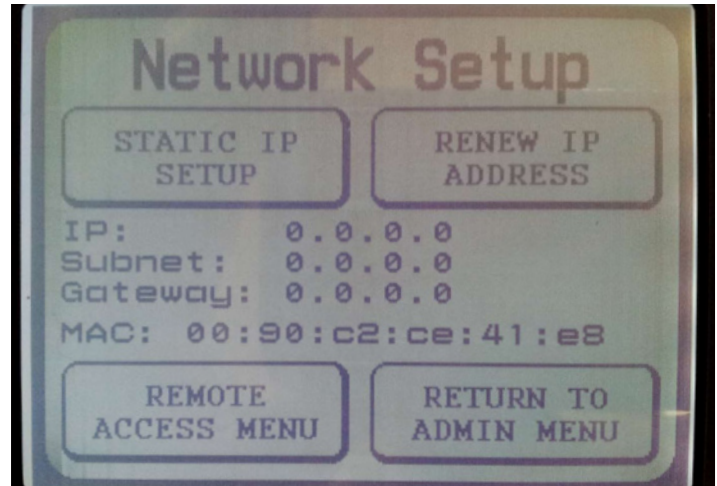 Network Setup
STATIC IP
SETUP
RENEW IP
ADDRESS
IP: 0.0.0.0
Subnet: 0.0.0.0
Gateway: 0.0.0.0
MAC: 00:90:c2:ce:41:e8
REMOTE
ACCESS MENU
RETURN TO
ADMIN MENU